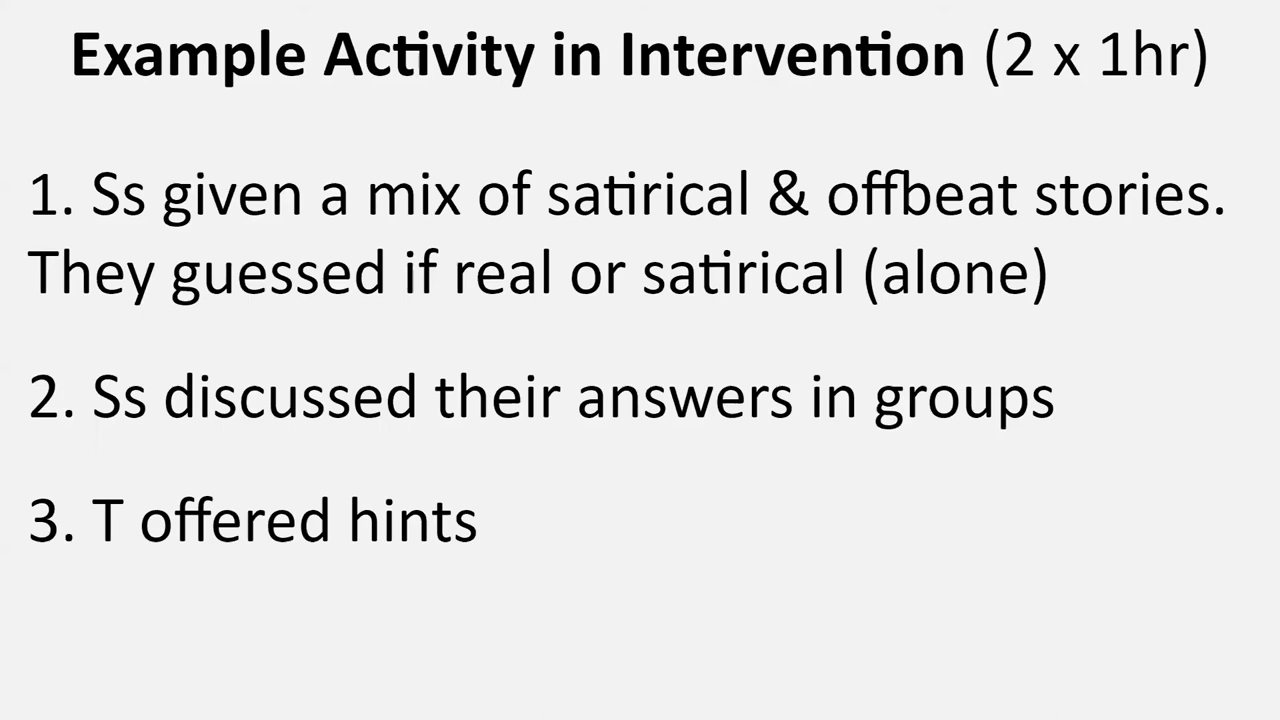 Example Activity in Intervention (2 x 1hr)
1. Ss given a mix of satirical & offbeat stories.
They guessed if real or satirical (alone)
2. Ss discussed their answers in groups
3. T offered hints